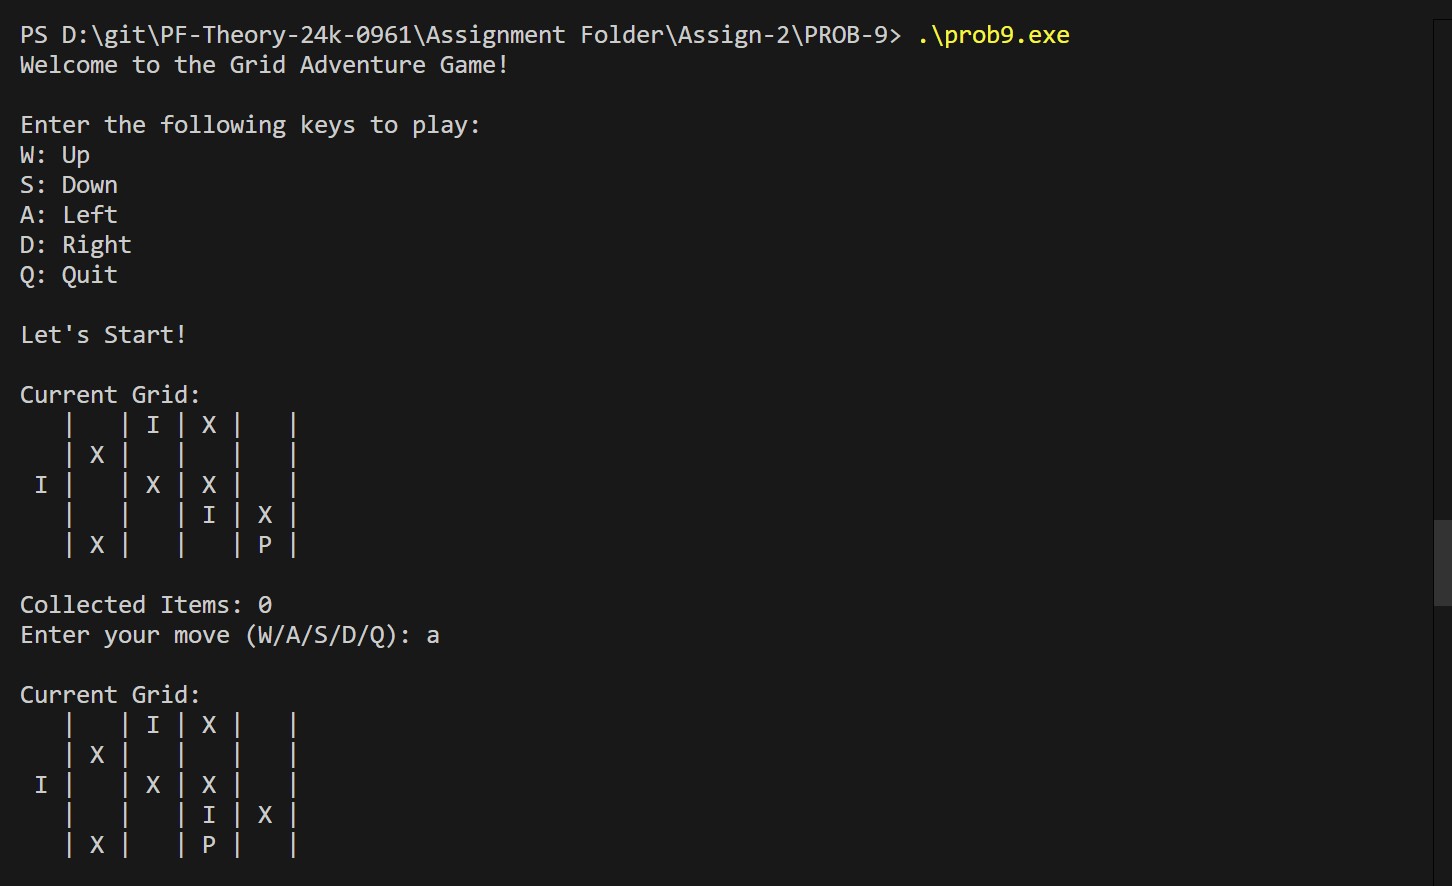 PS D:\git\PF-Theory-24k-0961\Assignment Folder\Assign-2\PROB-9> .\prob9.exe
Welcome to the Grid Adventure Game!

Enter the following keys to play:
W: Up
S: Down
A: Left
D: Right
Q: Quit

Let's Start!

Current Grid:
   |   | I | X |   |
   | X |   |   |   |
 I |   | X | X |   |
   |   |   | I | X |
   | X |   |   | P |

Collected Items: 0
Enter your move (W/A/S/D/Q): a

Current Grid:
   |   | I | X |   |
   | X |   |   |   |
 I |   | X | X |   |
   |   |   | I | X |
   | X |   | P |   |